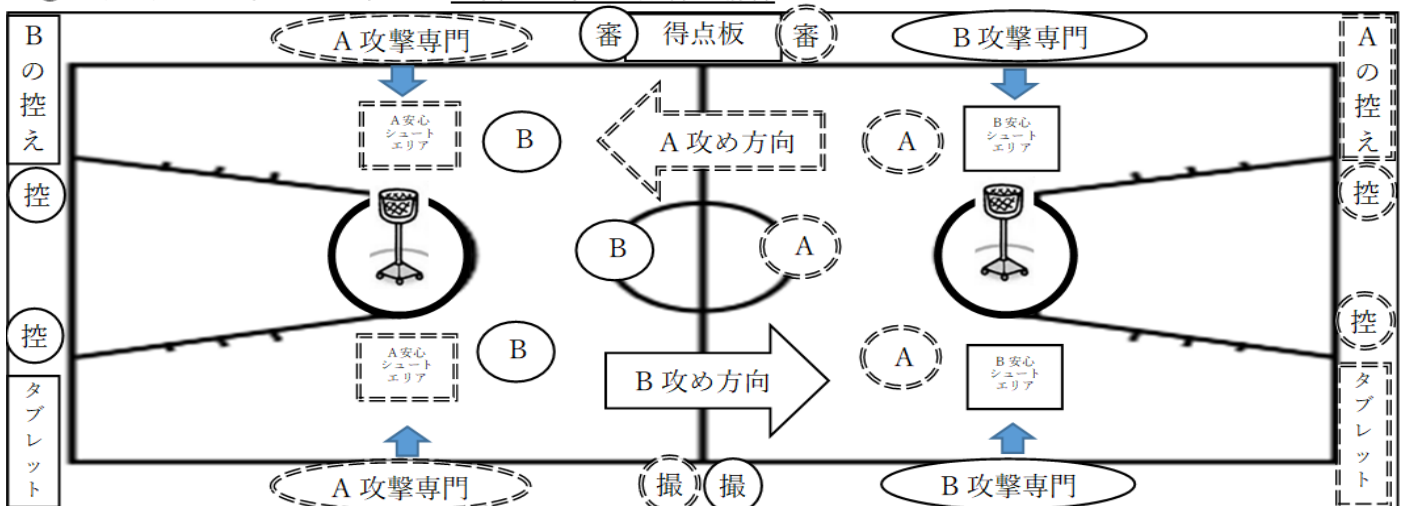 Bの控え
A 攻撃専門
審
得点板
審
B 攻撃専門
Aの控え
A安心
シュート
エリア
B
A 攻め方向
A
B安心
シュート
エリア
控
控
B
A
控
控
A安心
シュート
エリア
B
B 攻め方向
A
B安心
シュート
エリア
タブレット
タブレット
A 攻撃専門
撮
撮
B 攻撃専門